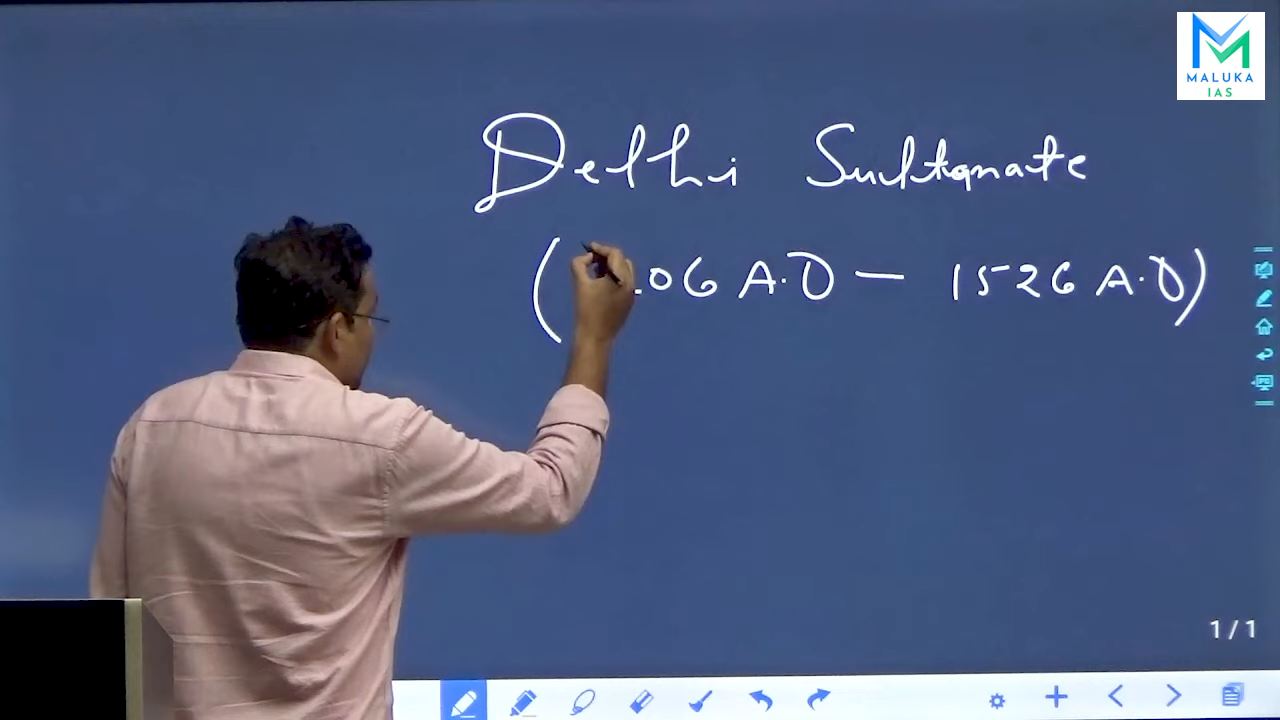 MALUKA
IAS
Delhi Sultanate
( 06 A.D — 1526 A.D)
1/1